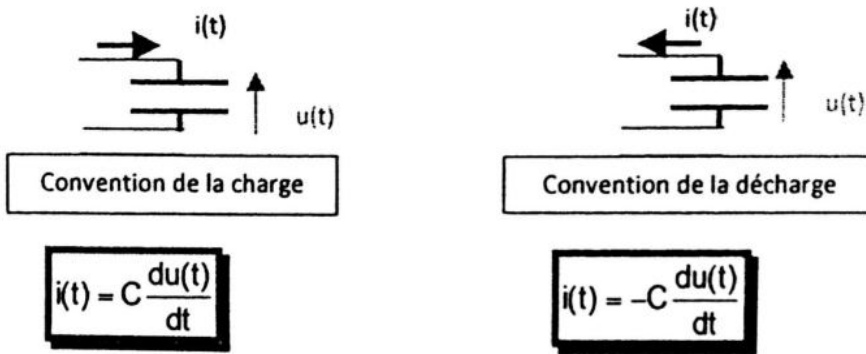 i(t)
u(t)
Convention de la charge
i(t) = C du(t)/dt
i(t)
u(t)
Convention de la décharge
i(t) = -C du(t)/dt